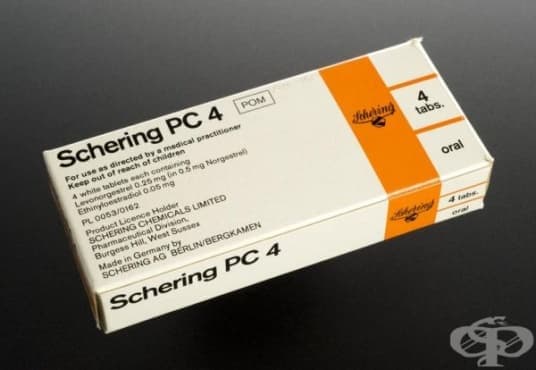 Schering PC 4
POM
For use as directed by a medical practitioner
Keep out of reach of children
4 white tablets each containing
Levonorgestrel 0.25 mg (in 0.5 mg Norgestrel)
Ethinyloestradiol 0.05 mg
PL 0053/0162
Product Licence Holder
SCHERING CHEMICALS LIMITED
Pharmaceutical Division,
Burgess Hill, West Sussex
Made in Germany by
SCHERING AG BERLIN/BERGKAMEN
Schering
4
tabs.
oral
Schering PC 4
Schering
4 tabs.
oral